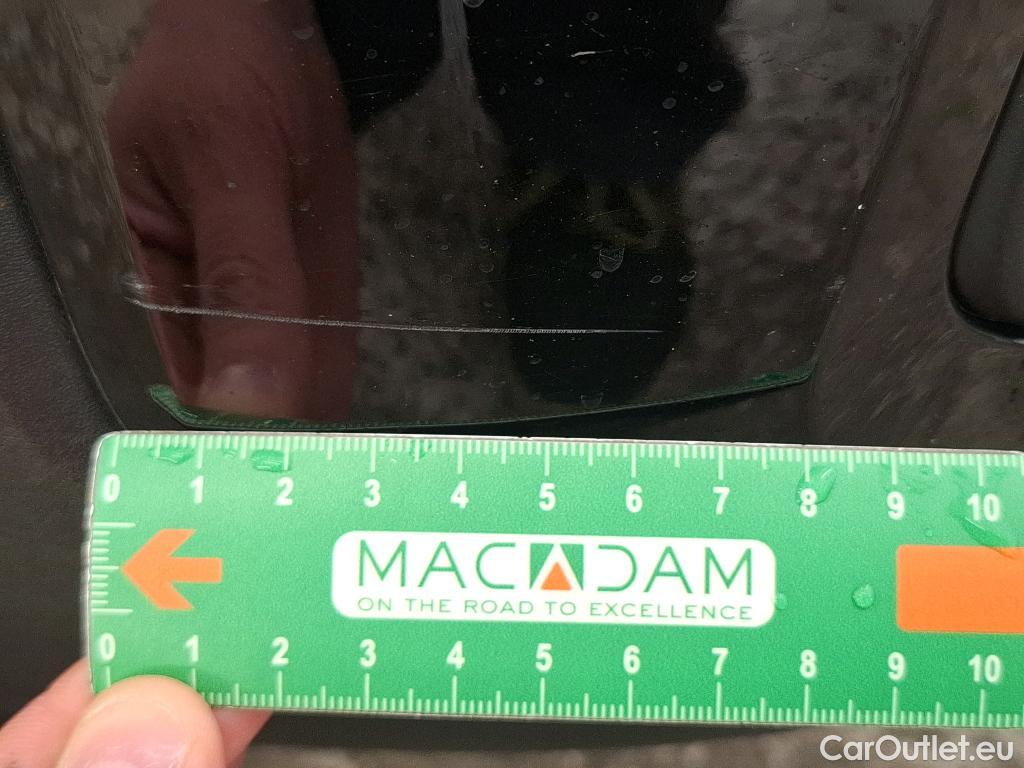 0 1 2 3 4 5 6 7 8 9 10
MACADAM
ON THE ROAD TO EXCELLENCE
0 1 2 3 4 5 6 7 8 9 10
CarOutlet.eu